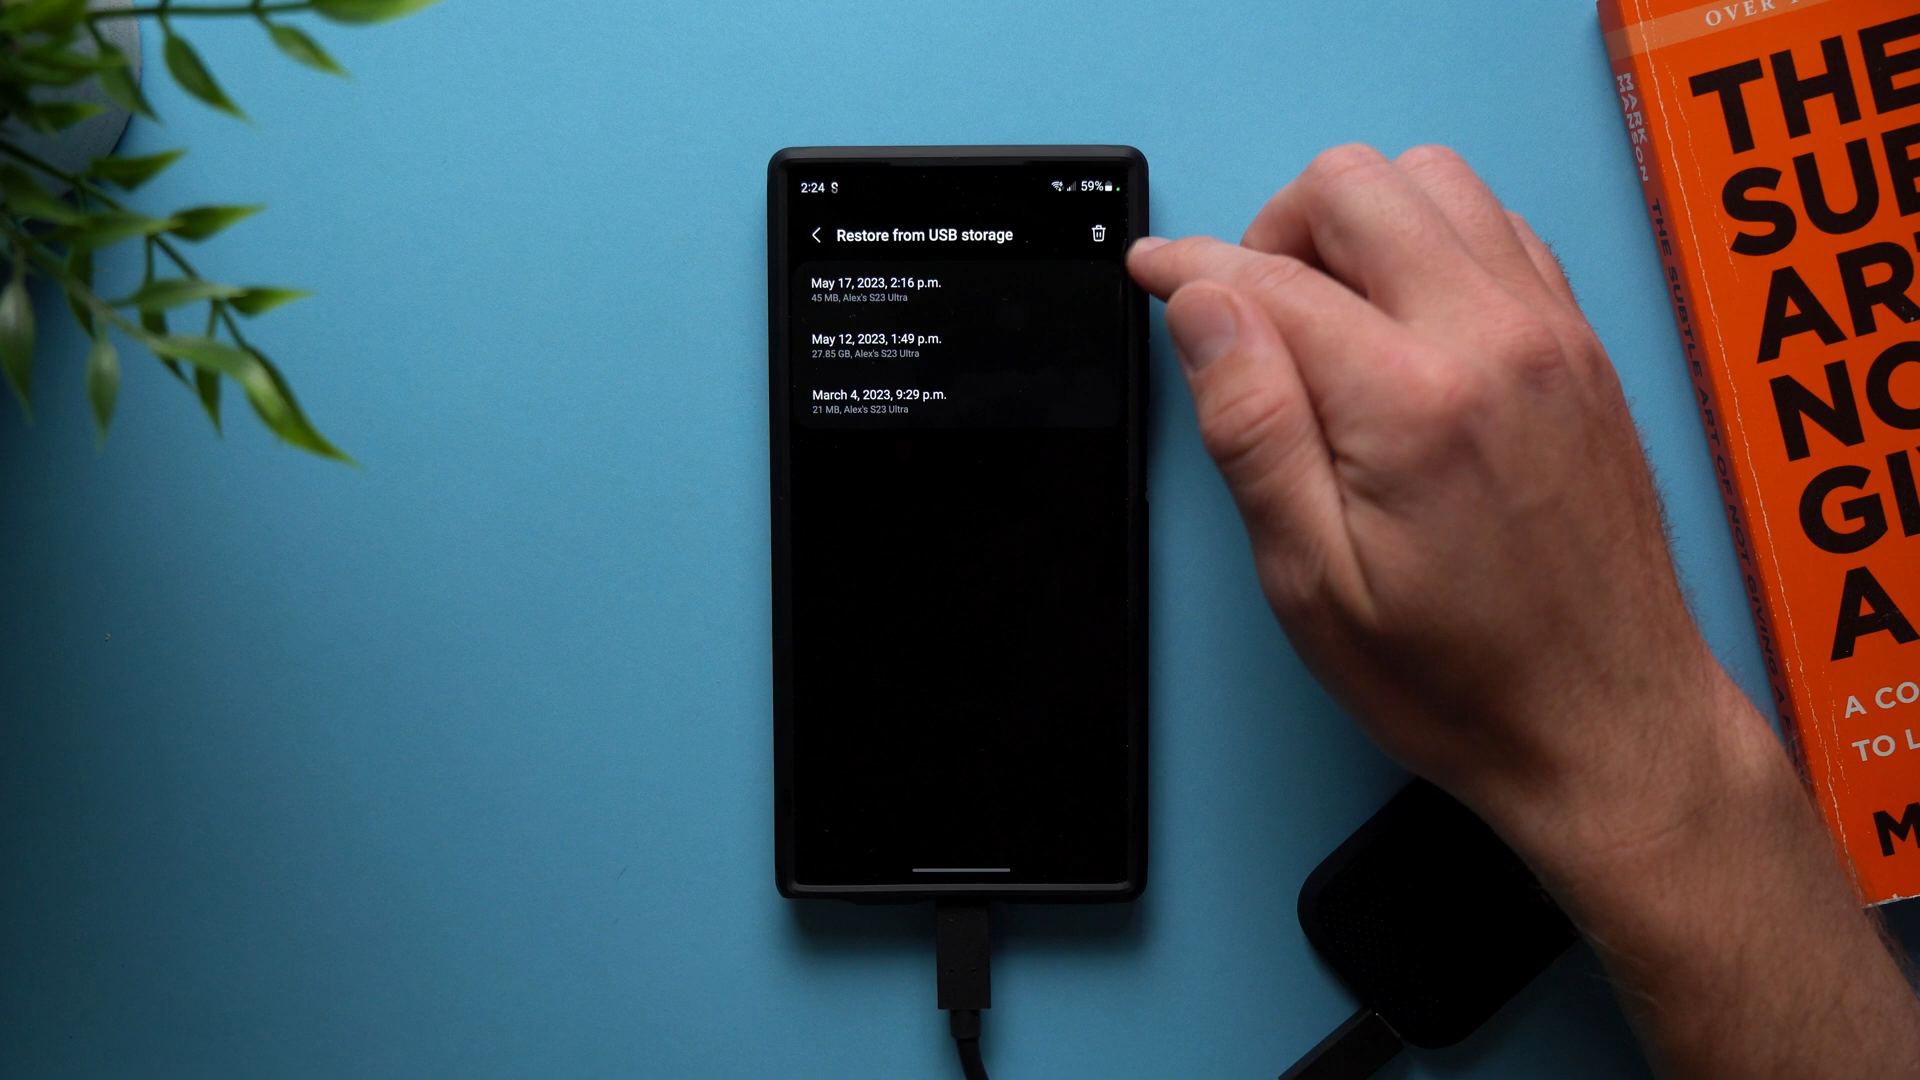 2:24
59%
Restore from USB storage
May 17, 2023, 2:16 p.m.
45 MB, Alex's S23 Ultra
May 12, 2023, 1:49 p.m.
27.85 GB, Alex's S23 Ultra
March 4, 2023, 9:29 p.m.
21 MB, Alex's S23 Ultra
OVER
THE
SUB
AR
NO
GI
A
A CO
TO L
M
MARK
MANSON
THE SUBTLE ART OF NOT GIVING A F